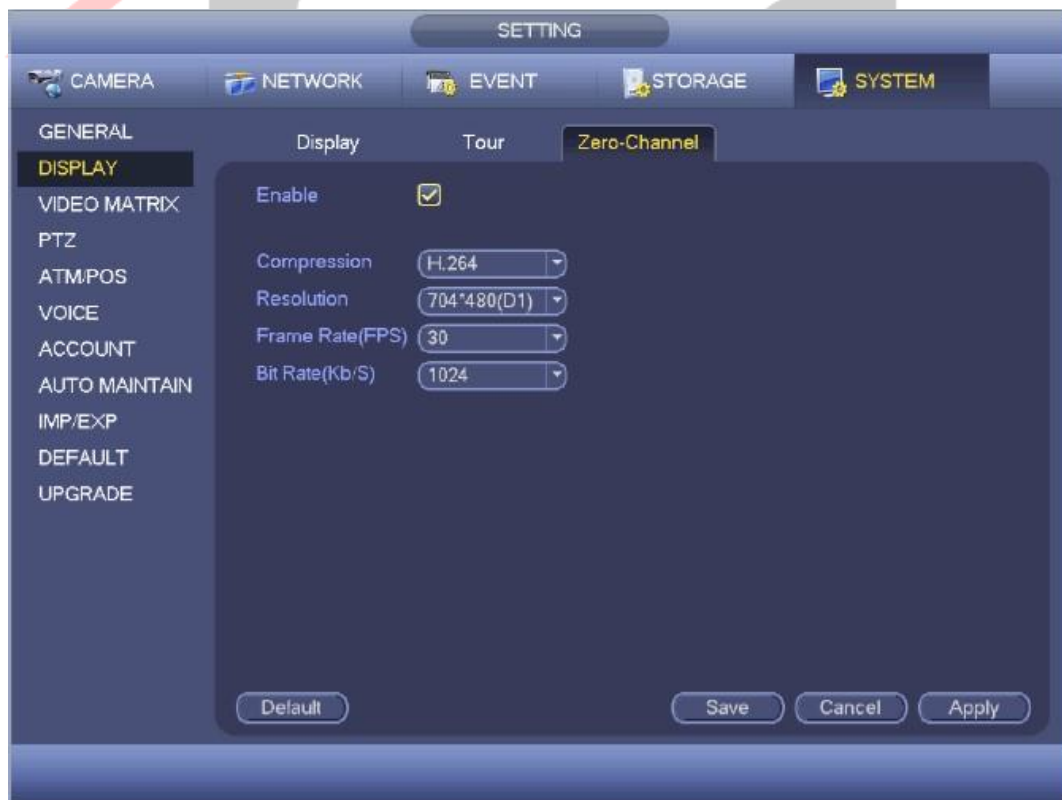 SETTING
CAMERA NETWORK EVENT STORAGE SYSTEM
GENERAL
DISPLAY
VIDEO MATRIX
PTZ
ATM/POS
VOICE
ACCOUNT
AUTO MAINTAIN
IMP/EXP
DEFAULT
UPGRADE
Display Tour Zero-Channel
Enable
Compression H.264
Resolution 704*480(D1)
Frame Rate(FPS) 30
Bit Rate(Kb/S) 1024
Default Save Cancel Apply